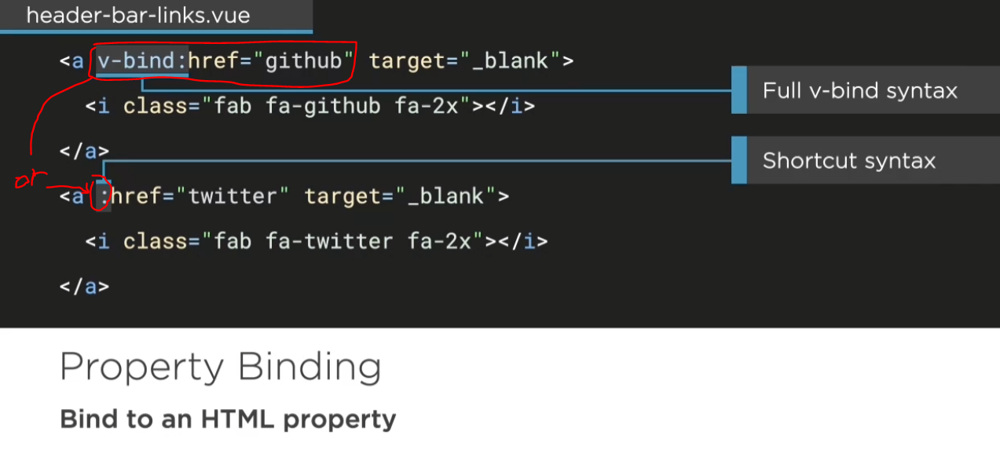 header-bar-links.vue
<a v-bind:href="github" target="_blank">
Full v-bind syntax
<i class="fab fa-github fa-2x"></i>
</a>
Shortcut syntax
or
<a :href="twitter" target="_blank">
<i class="fab fa-twitter fa-2x"></i>
</a>
Property Binding
Bind to an HTML property